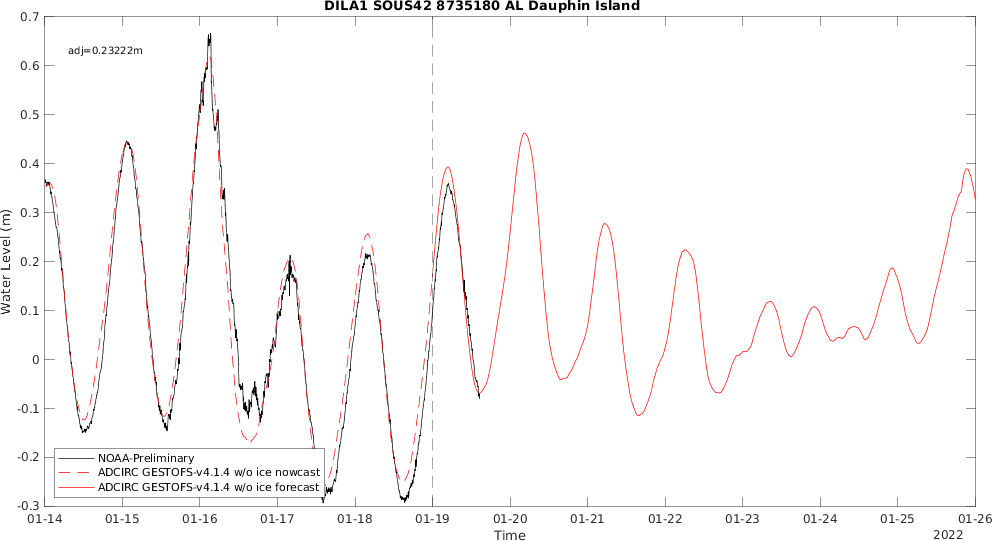 DILA1 SOUS42 8735180 AL Dauphin Island
adj=0.23222m
0.7
0.6
0.5
0.4
0.3
0.2
0.1
0
-0.1
-0.2
-0.3
Water Level (m)
NOAA-Preliminary
ADCIRC GESTOFS-v4.1.4 w/o ice nowcast
ADCIRC GESTOFS-v4.1.4 w/o ice forecast
01-14 01-15 01-16 01-17 01-18 01-19 01-20 01-21 01-22 01-23 01-24 01-25 01-26
Time
2022